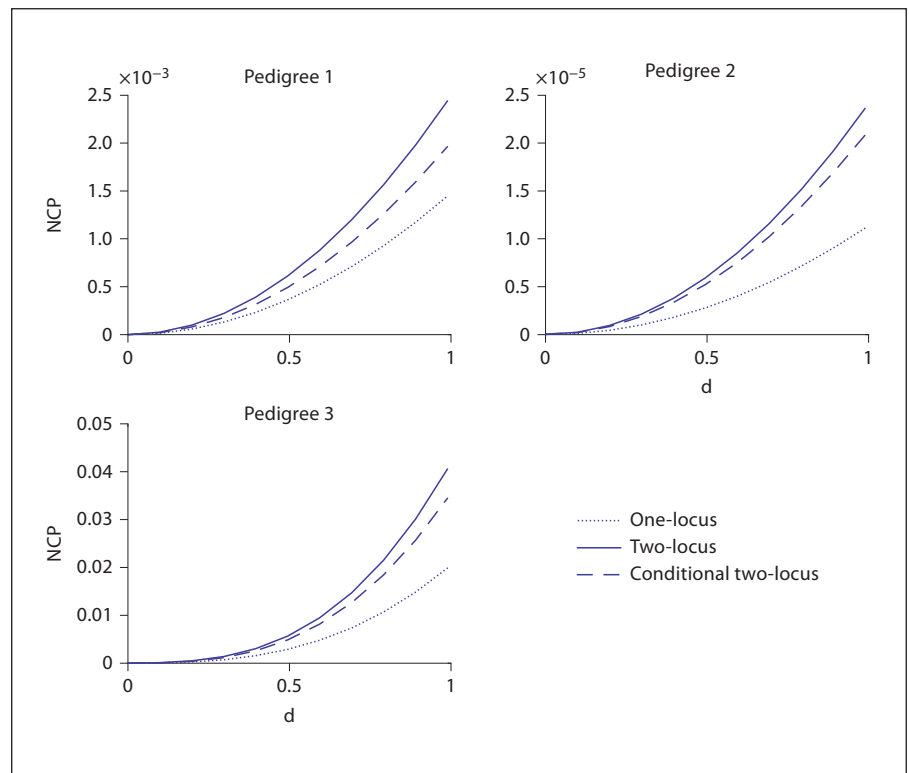 Pedigree 1
×10⁻³
2.5
2.0
1.5
1.0
0.5
0
NCP
0
0.5
1
Pedigree 2
×10⁻⁵
2.5
2.0
1.5
1.0
0.5
0
0
0.5
1
d
Pedigree 3
0.05
0.04
0.03
0.02
0.01
0
NCP
0
0.5
1
d
One-locus
Two-locus
Conditional two-locus